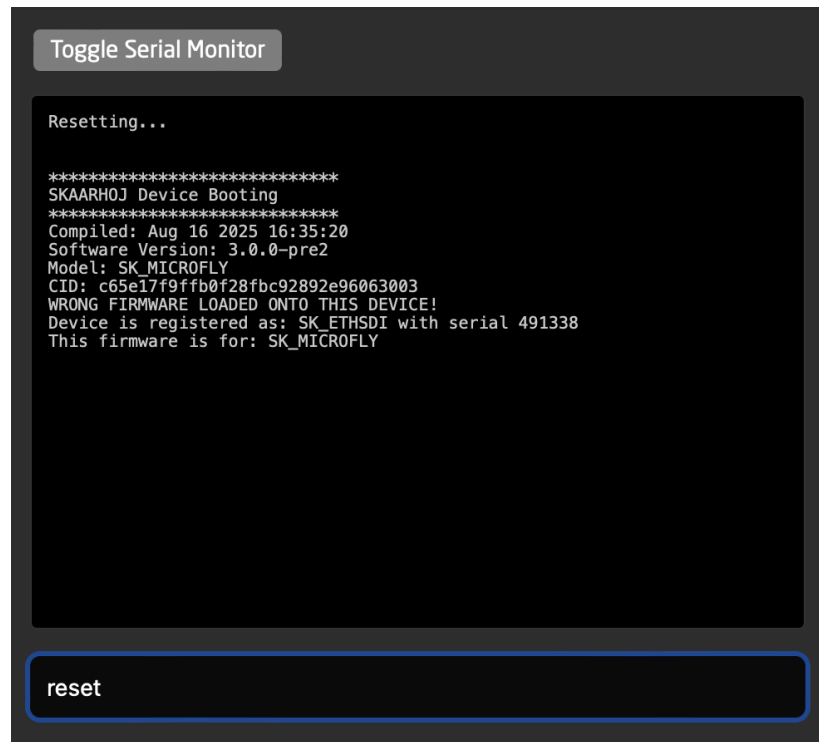 Toggle Serial Monitor
Resetting...
*****************************
SKAARHOJ Device Booting
*****************************
Compiled: Aug 16 2025 16:35:20
Software Version: 3.0.0-pre2
Model: SK_MICROFLY
CID: c65e17f9ffb0f28fbc92892e96063003
WRONG FIRMWARE LOADED ONTO THIS DEVICE!
Device is registered as: SK_ETHSDI with serial 491338
This firmware is for: SK_MICROFLY
reset